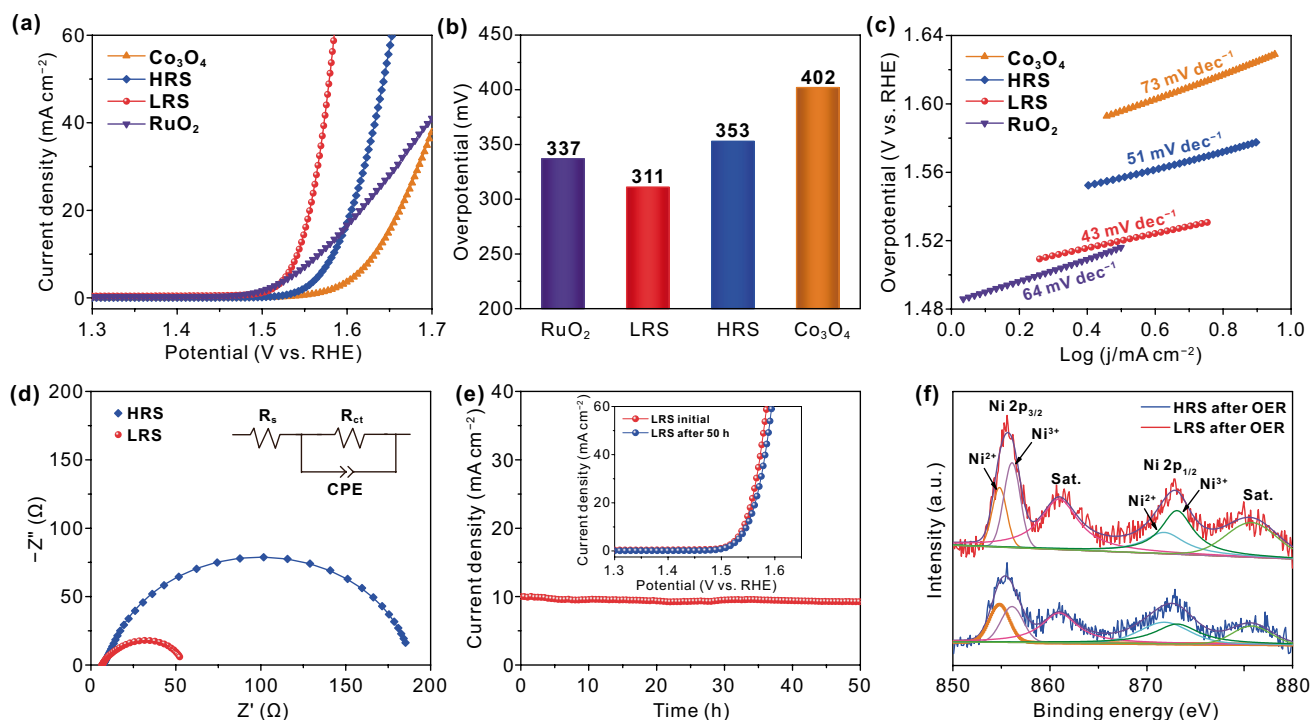 (a)
60
40
20
0
1.3 1.4 1.5 1.6 1.7
Current density (mA cm⁻²)
Potential (V vs. RHE)
Co₃O₄
HRS
LRS
RuO₂
(b)
450
400
350
300
250
200
Overpotential (mV)
337
311
353
402
RuO₂ LRS HRS Co₃O₄
(c)
1.64
1.60
1.56
1.52
1.48
Overpotential (V vs. RHE)
Co₃O₄
HRS
LRS
RuO₂
73 mV dec⁻¹
51 mV dec⁻¹
43 mV dec⁻¹
64 mV dec⁻¹
0.0 0.2 0.4 0.6 0.8 1.0
Log (j/mA cm⁻²)
(d)
200
150
100
50
0
−Z'' (Ω)
HRS
LRS
Rₛ
R꜀ₜ
CPE
0 50 100 150 200
Z' (Ω)
(e)
40
30
20
10
0
Current density (mA cm⁻²)
60
40
20
0
Current density (mA cm⁻²)
LRS initial
LRS after 50 h
1.3 1.4 1.5 1.6
Potential (V vs. RHE)
0 10 20 30 40 50
Time (h)
(f)
Intensity (a.u.)
HRS after OER
LRS after OER
Ni 2p₃/₂
Ni²⁺
Ni³⁺
Sat.
Ni 2p₁/₂
Ni²⁺
Ni³⁺
Sat.
850 860 870 880
Binding energy (eV)